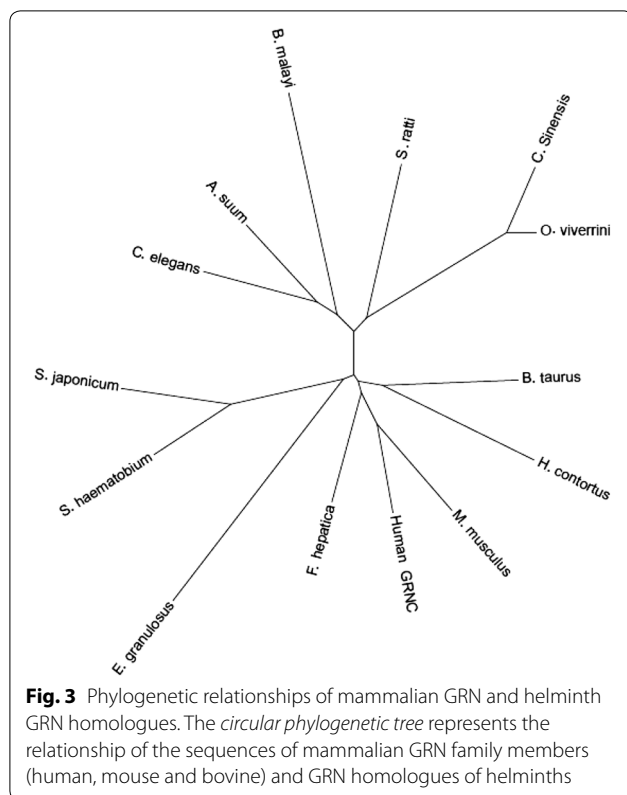 B. malayi
S. ratti
C. Sinensis
A. suum
O. viverrini
C. elegans
S. japonicum
B. taurus
S. haematobium
H. contortus
M. musculus
F. hepatica
Human GRNC
E. granulosus
Fig. 3 Phylogenetic relationships of mammalian GRN and helminth
GRN homologues. The circular phylogenetic tree represents the
relationship of the sequences of mammalian GRN family members
(human, mouse and bovine) and GRN homologues of helminths